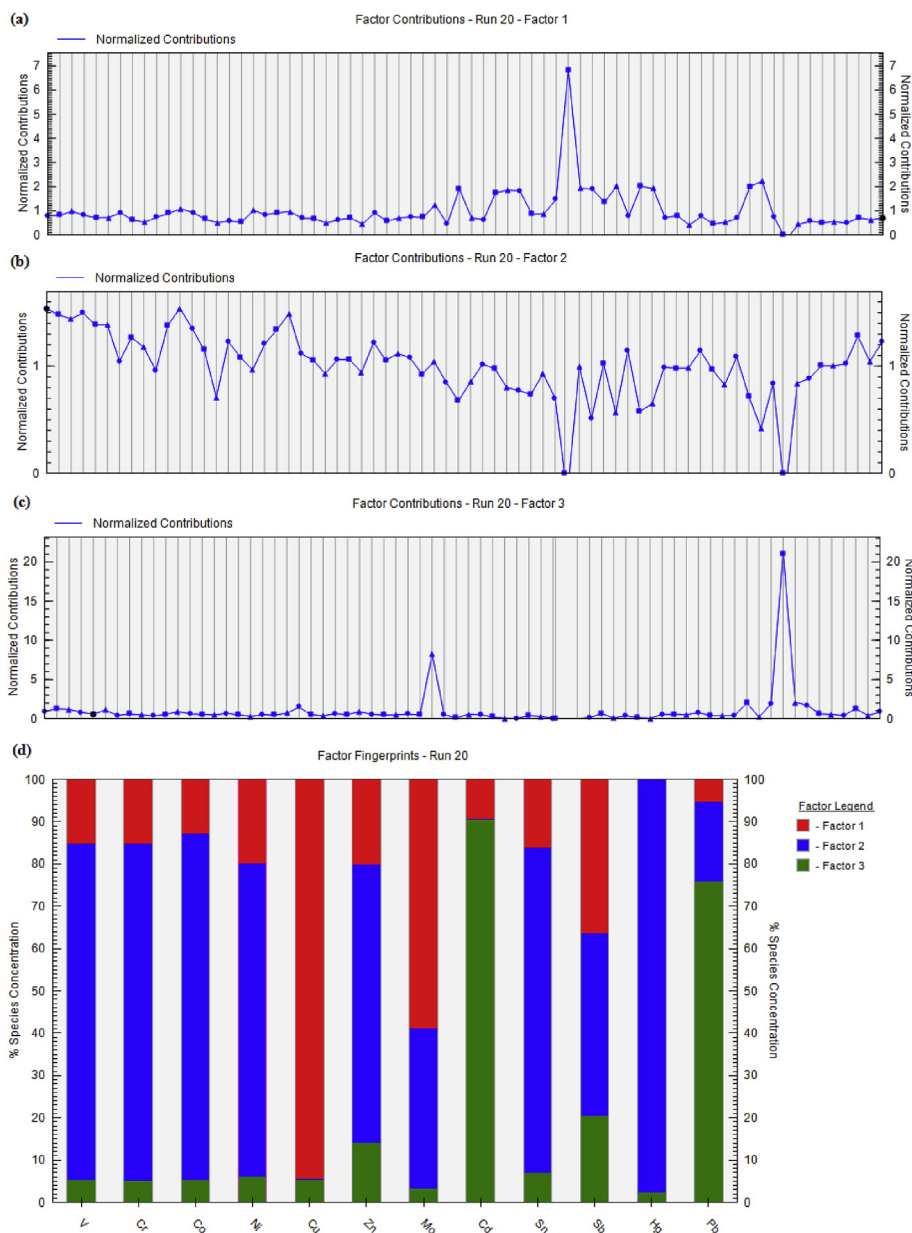 (a)
Factor Contributions - Run 20 - Factor 1
Normalized Contributions
7 7
6 6
5 5
4 4
3 3
2 2
1 1
0 0
Normalized Contributions
Normalized Contributions
(b)
Factor Contributions - Run 20 - Factor 2
Normalized Contributions
1 1
0 0
Normalized Contributions
Normalized Contributions
(c)
Factor Contributions - Run 20 - Factor 3
Normalized Contributions
20 20
15 15
10 10
5 5
0 0
Normalized Contributions
Normalized Contributions
(d)
Factor Fingerprints - Run 20
100 100
90 90
80 80
70 70
60 60
50 50
40 40
30 30
20 20
10 10
0 0
% Species Concentration
% Species Concentration
Factor Legend
- Factor 1
- Factor 2
- Factor 3
V Cr Co Ni Cu Zn Mo Cd Sn Sb Hg Pb